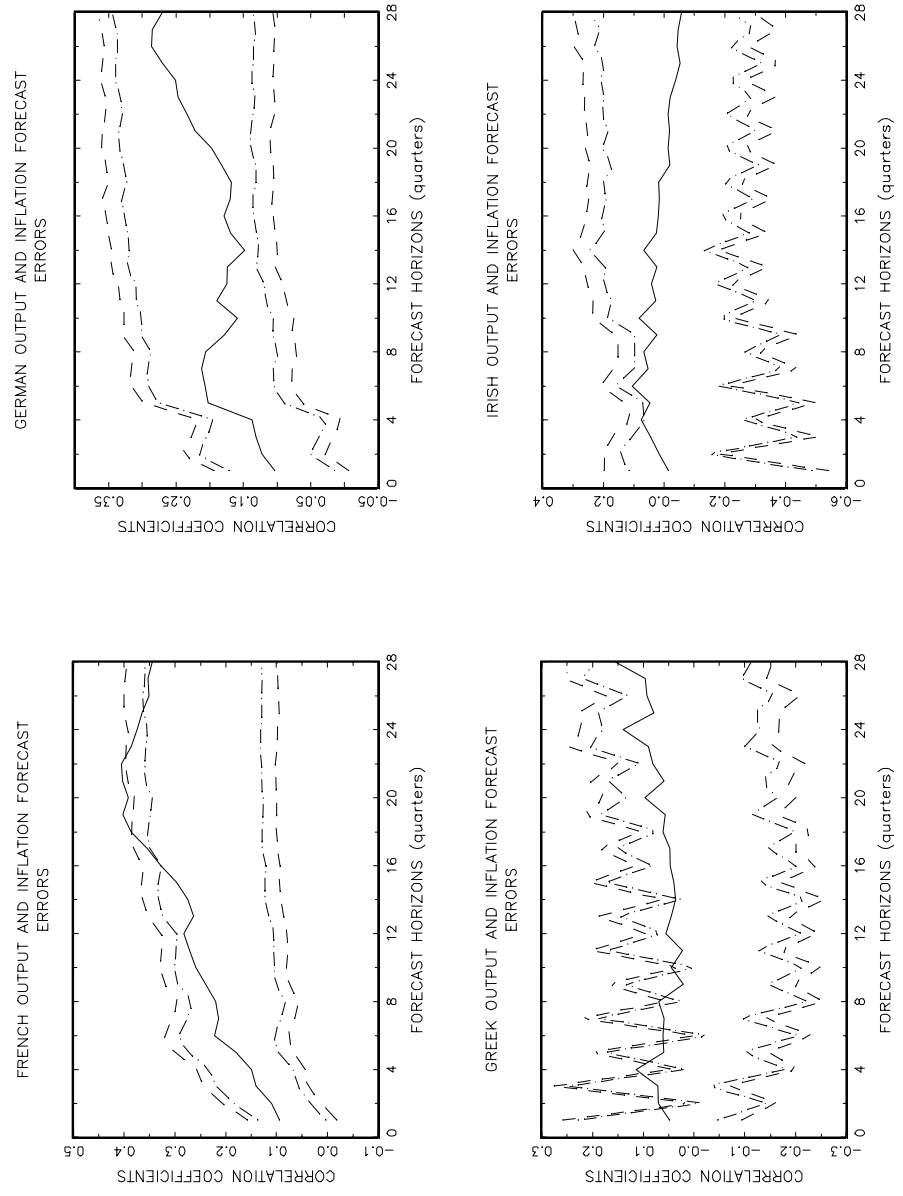 FRENCH OUTPUT AND INFLATION FORECAST
ERRORS
CORRELATION COEFFICIENTS
0.5
0.4
0.3
0.2
0.1
−0.0
−0.1
0 4 8 12 16 20 24 28
FORECAST HORIZONS (quarters)
GERMAN OUTPUT AND INFLATION FORECAST
ERRORS
CORRELATION COEFFICIENTS
0.35
0.25
0.15
0.05
−0.05
0 4 8 12 16 20 24 28
FORECAST HORIZONS (quarters)
GREEK OUTPUT AND INFLATION FORECAST
ERRORS
CORRELATION COEFFICIENTS
0.3
0.2
0.1
−0.0
−0.1
−0.2
−0.3
0 4 8 12 16 20 24 28
FORECAST HORIZONS (quarters)
IRISH OUTPUT AND INFLATION FORECAST
ERRORS
CORRELATION COEFFICIENTS
0.4
0.2
−0.0
−0.2
−0.4
−0.6
0 4 8 12 16 20 24 28
FORECAST HORIZONS (quarters)